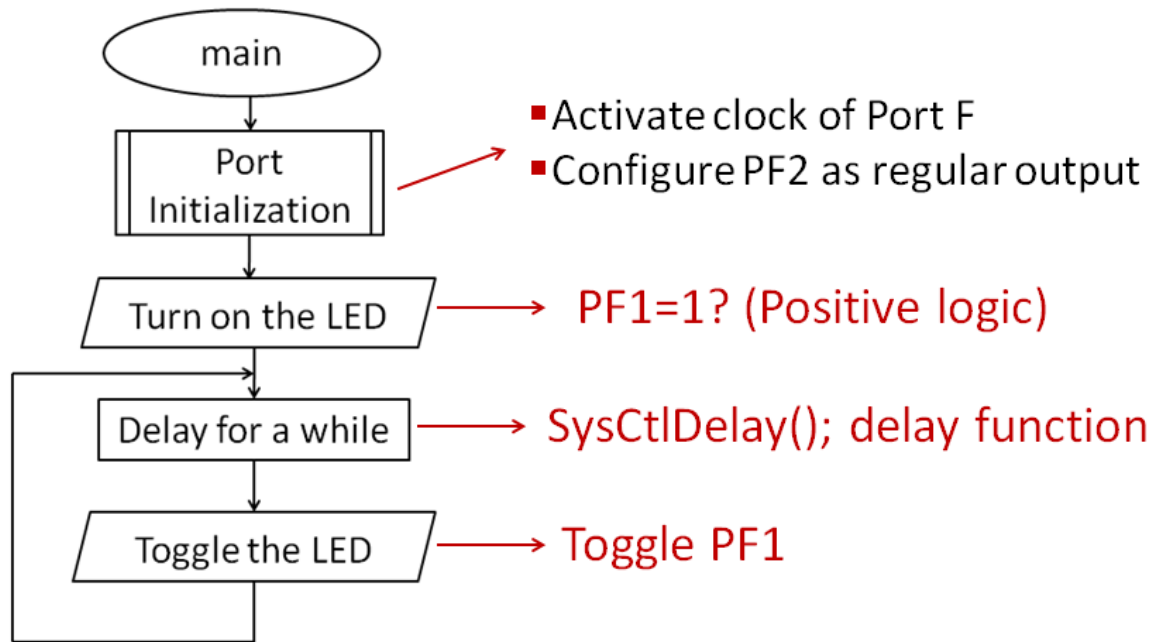 main
Port
Initialization
▪Activate clock of Port F
▪Configure PF2 as regular output
Turn on the LED
PF1=1? (Positive logic)
Delay for a while
SysCtlDelay(); delay function
Toggle the LED
Toggle PF1